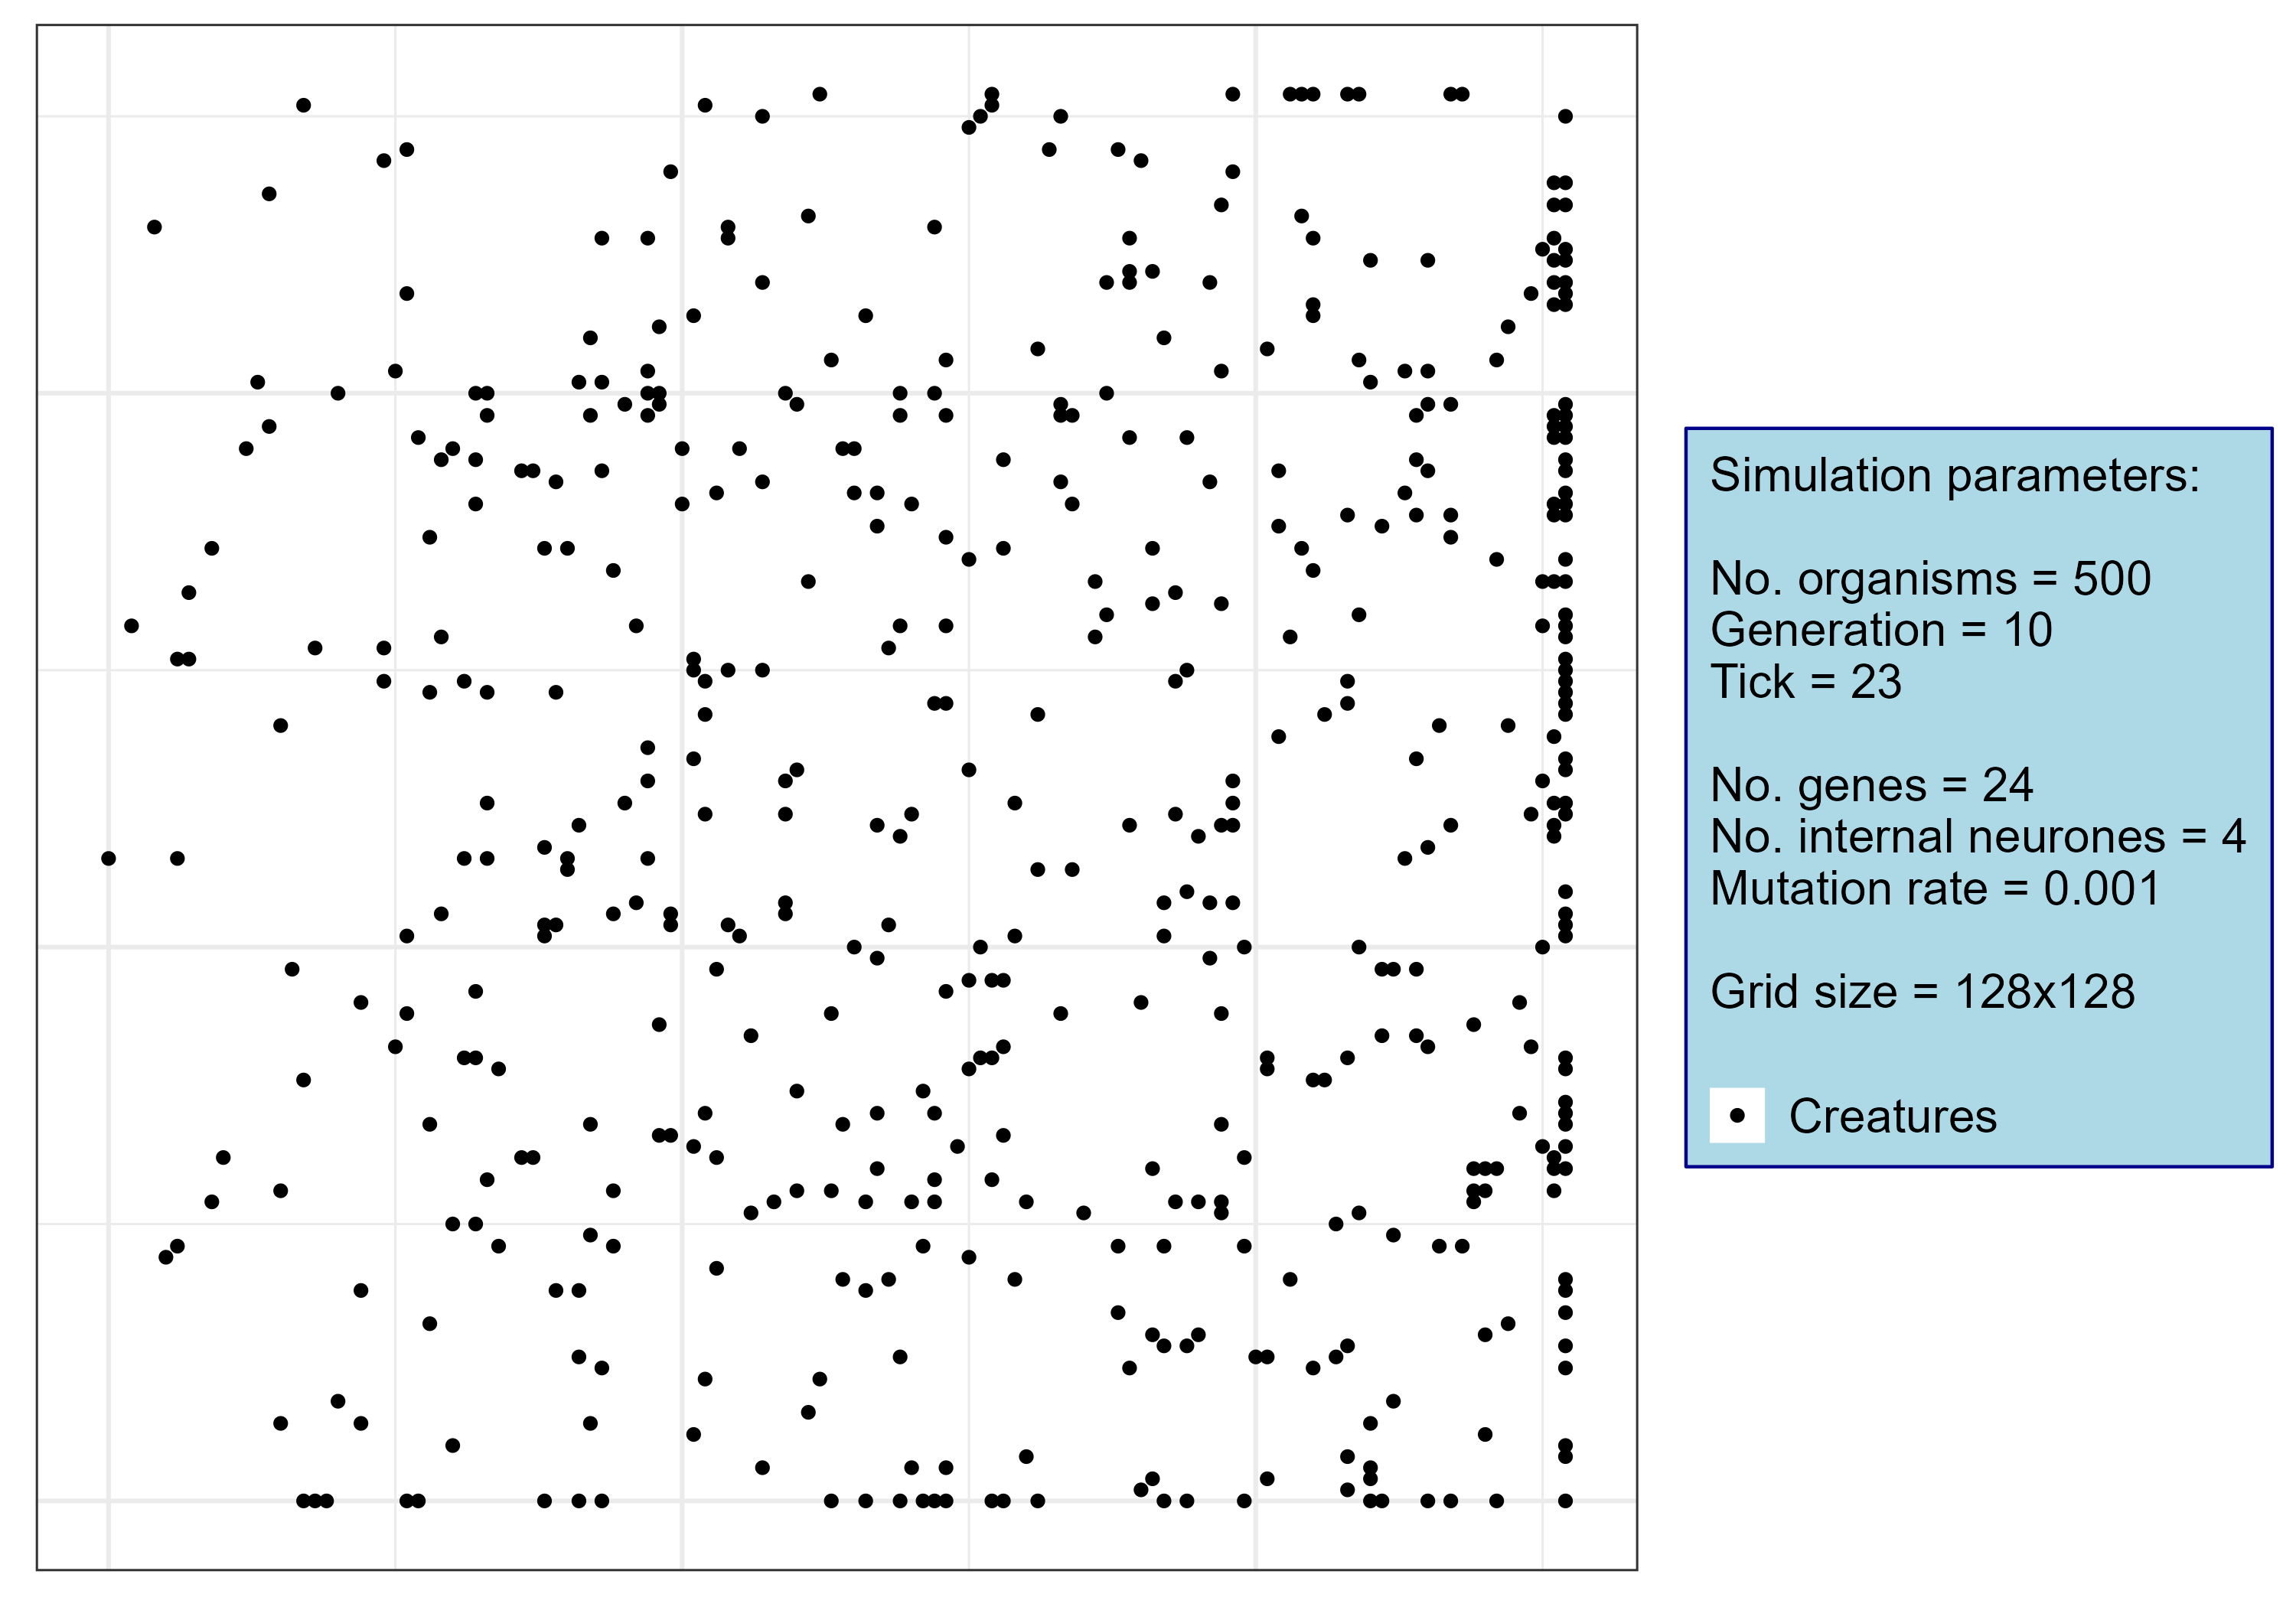 Simulation parameters:
No. organisms = 500
Generation = 10
Tick = 23
No. genes = 24
No. internal neurones = 4
Mutation rate = 0.001
Grid size = 128x128
Creatures